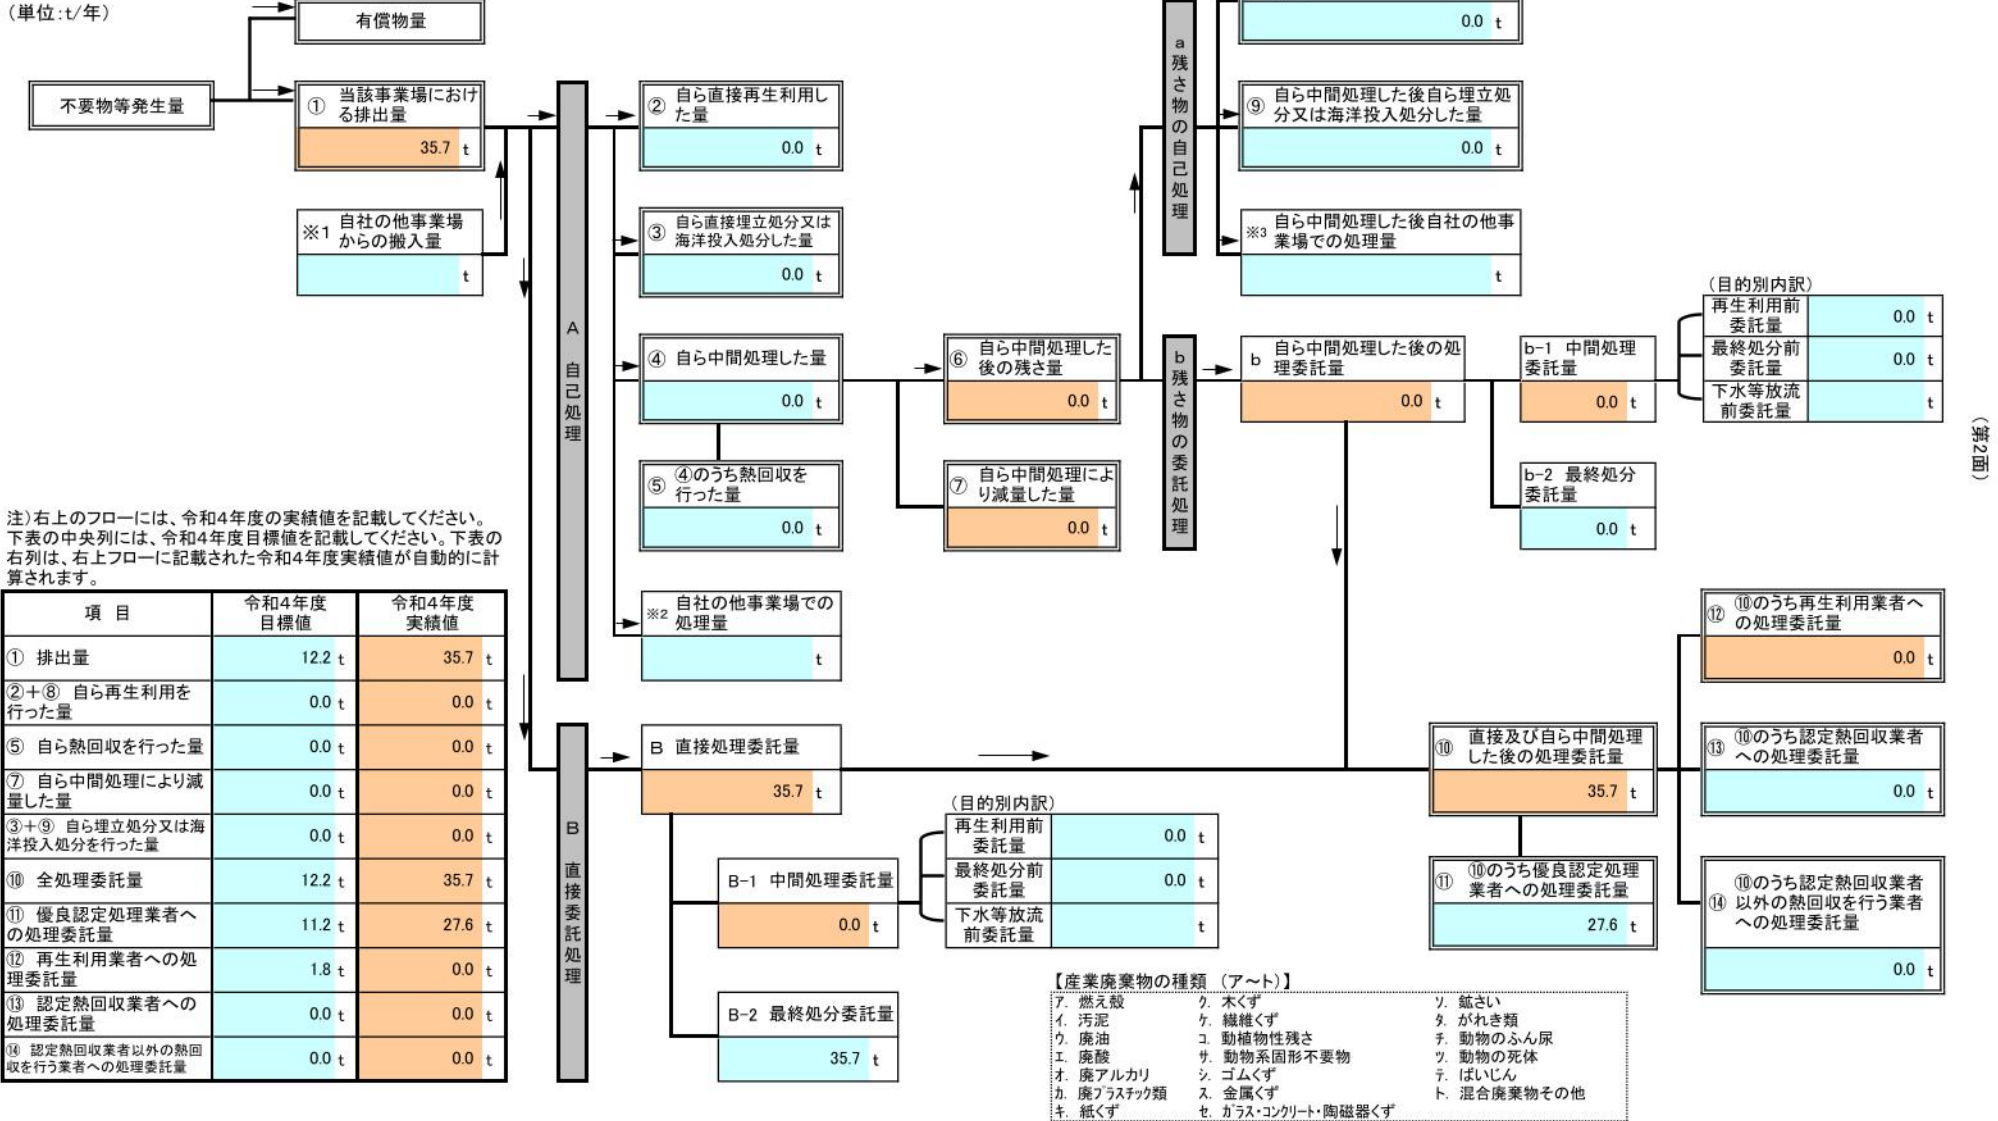 (単位:t/年)
有償物量
0.0 t
不要物等発生量
① 当該事業場におけ
る排出量
35.7 t
※1 自社の他事業場
からの搬入量
t
A 自己処理
② 自ら直接再生利用し
た量
0.0 t
③ 自ら直接埋立処分又は
海洋投入処分した量
0.0 t
④ 自ら中間処理した量
0.0 t
⑤ ④のうち熱回収を
行った量
0.0 t
※2 自社の他事業場での
処理量
t
⑥ 自ら中間処理した
後の残さ量
0.0 t
⑦ 自ら中間処理によ
り減量した量
0.0 t
a 残さ物の自己処理
⑨ 自ら中間処理した後自ら埋立処
分又は海洋投入処分した量
0.0 t
※3 自ら中間処理した後自社の他事
業場での処理量
t
b 残さ物の委託処理
b 自ら中間処理した後の処
理委託量
0.0 t
b-1 中間処理
委託量
0.0 t
b-2 最終処分
委託量
0.0 t
(目的別内訳)
再生利用前
委託量
0.0 t
最終処分前
委託量
0.0 t
下水等放流
前委託量
t
(第2面)
注)右上のフローには、令和4年度の実績値を記載してください。
下表の中央列には、令和4年度目標値を記載してください。下表の
右列は、右上フローに記載された令和4年度実績値が自動的に計
算されます。
項 目 令和4年度 目標値 令和4年度 実績値
① 排出量 12.2 t 35.7 t
②+⑧ 自ら再生利用を
行った量 0.0 t 0.0 t
⑤ 自ら熱回収を行った量 0.0 t 0.0 t
⑦ 自ら中間処理により減
量した量 0.0 t 0.0 t
③+⑨ 自ら埋立処分又は海
洋投入処分を行った量 0.0 t 0.0 t
⑩ 全処理委託量 12.2 t 35.7 t
⑪ 優良認定処理業者へ
の処理委託量 11.2 t 27.6 t
⑫ 再生利用業者への処
理委託量 1.8 t 0.0 t
⑬ 認定熱回収業者への
処理委託量 0.0 t 0.0 t
⑭ 認定熱回収業者以外の熱回
収を行う業者への処理委託量 0.0 t 0.0 t
B 直接委託処理
B 直接処理委託量
35.7 t
B-1 中間処理委託量
0.0 t
B-2 最終処分委託量
35.7 t
(目的別内訳)
再生利用前
委託量
0.0 t
最終処分前
委託量
0.0 t
下水等放流
前委託量
t
⑩ 直接及び自ら中間処理
した後の処理委託量
35.7 t
⑪ ⑩のうち優良認定処理
業者への処理委託量
27.6 t
⑫ ⑩のうち再生利用業者へ
の処理委託量
0.0 t
⑬ ⑩のうち認定熱回収業者
への処理委託量
0.0 t
⑭ ⑩のうち認定熱回収業者
以外の熱回収を行う業者
への処理委託量
0.0 t
【産業廃棄物の種類 (ア~ト)】
ア. 燃え殻 ク. 木くず ソ. 鉱さい
イ. 汚泥 ケ. 繊維くず タ. がれき類
ウ. 廃油 コ. 動植物性残さ チ. 動物のふん尿
エ. 廃酸 サ. 動物系固形不要物 ツ. 動物の死体
オ. 廃アルカリ シ. ゴムくず テ. ばいじん
カ. 廃プラスチック類 ス. 金属くず ト. 混合廃棄物その他
キ. 紙くず セ. ガラス・コンクリート・陶磁器くず